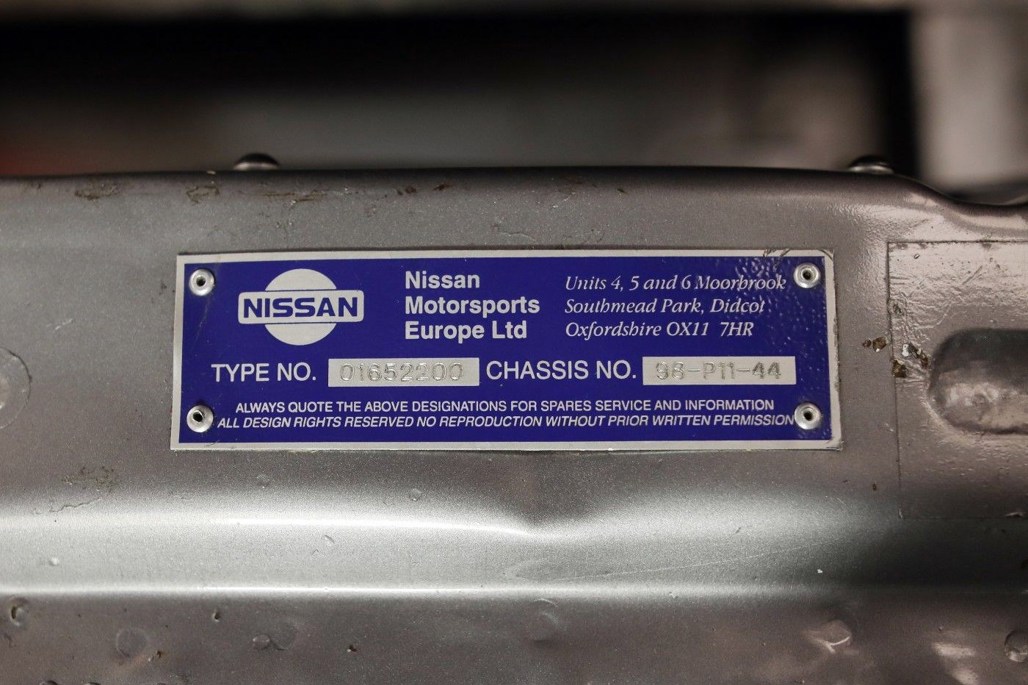 NISSAN
Nissan
Motorsports
Europe Ltd
Units 4, 5 and 6 Moorbrook
Southmead Park, Didcot
Oxfordshire OX11 7HR
TYPE NO. 01652200 CHASSIS NO. 98-P11-44
ALWAYS QUOTE THE ABOVE DESIGNATIONS FOR SPARES SERVICE AND INFORMATION
ALL DESIGN RIGHTS RESERVED NO REPRODUCTION WITHOUT PRIOR WRITTEN PERMISSION